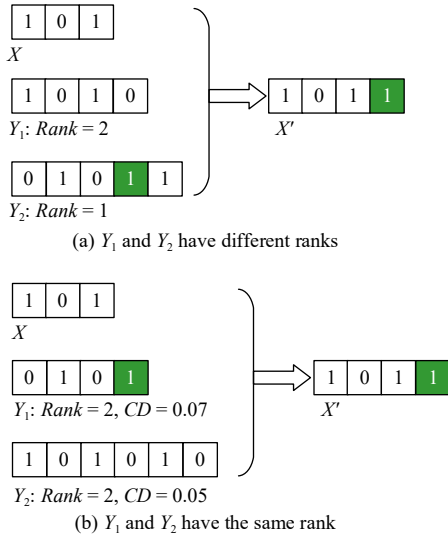 1 0 1
X
1 0 1 0
1 0 1 1
Y₁: Rank = 2
X′
0 1 0 1 1
Y₂: Rank = 1
(a) Y₁ and Y₂ have different ranks
1 0 1
X
0 1 0 1
1 0 1 1
Y₁: Rank = 2, CD = 0.07
X′
1 0 1 0 1 0
Y₂: Rank = 2, CD = 0.05
(b) Y₁ and Y₂ have the same rank